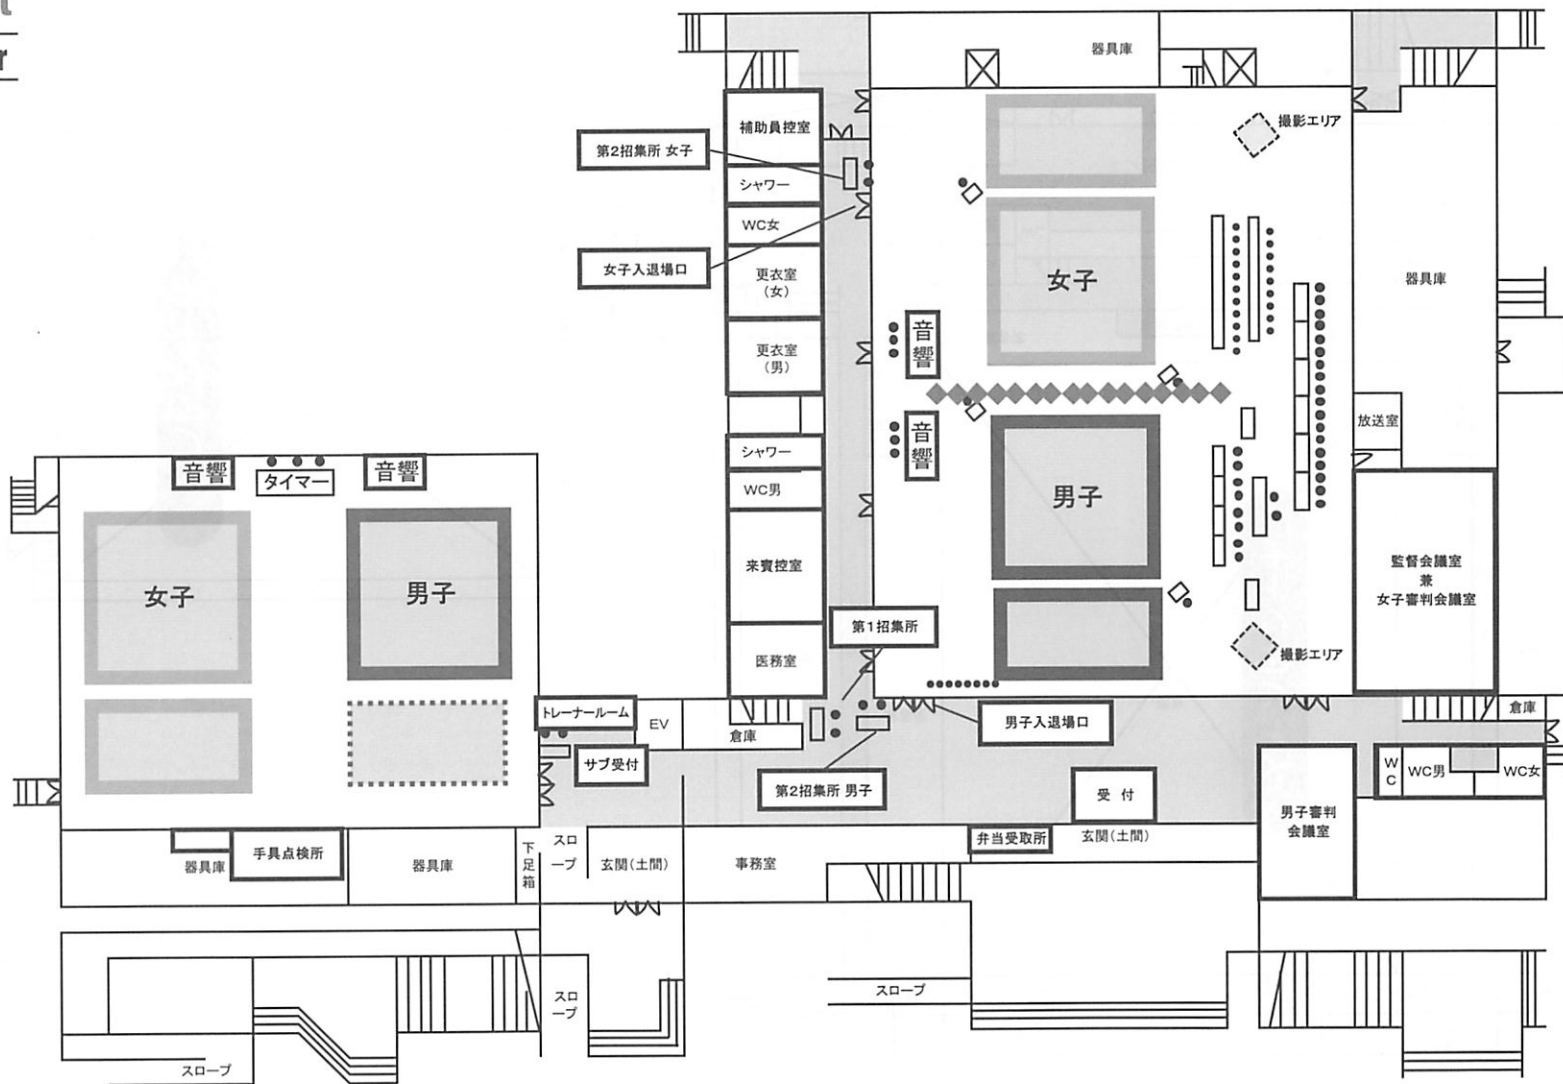 t
r
器具庫
撮影エリア
補助員控室
第2招集所 女子
シャワー
WC女
女子入退場口
更衣室
(女)
女子
器具庫
音
響
更衣室
(男)
音
響
放送室
シャワー
WC男
男子
音響
タイマー
音響
来賓控室
監督会議室
兼
女子審判会議室
女子
男子
第1招集所
医務室
撮影エリア
トレーナールーム
EV
倉庫
男子入退場口
倉庫
サブ受付
第2招集所 男子
受 付
W
C
WC男
WC女
男子審判
会議室
手具点検所
器具庫
器具庫
下
足
箱
スロ
ープ
玄関(土間)
事務室
弁当受取所
玄関(土間)
スロ
ープ
スロープ
スロープ